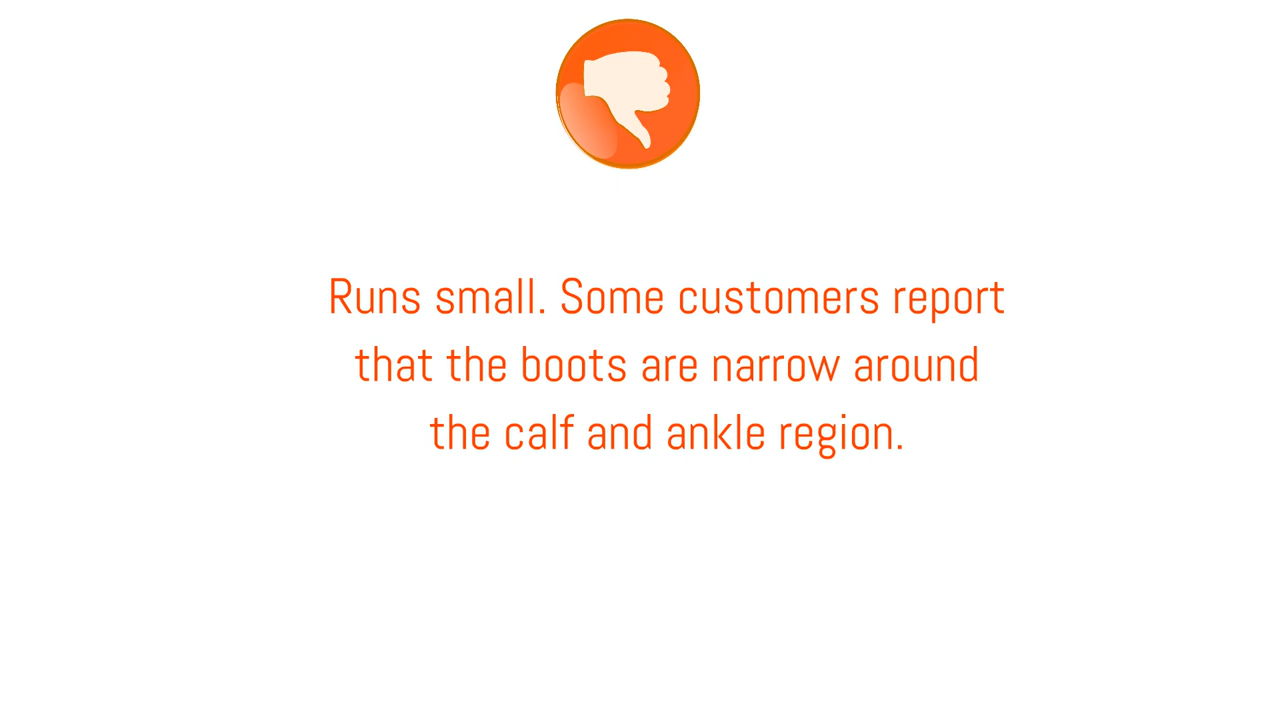 Runs small. Some customers report
that the boots are narrow around
the calf and ankle region.